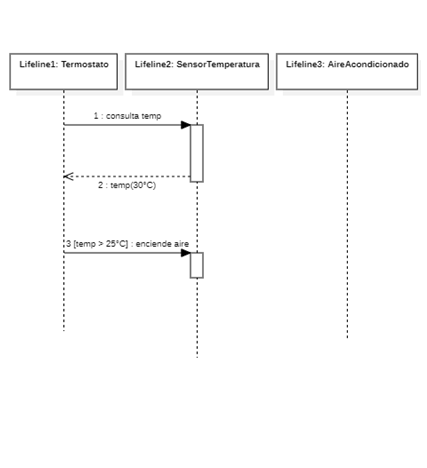 Lifeline1: Termostato
Lifeline2: SensorTemperatura
Lifeline3: AireAcondicionado
1 : consulta temp
2 : temp(30°C)
3 [temp > 25°C] : enciende aire